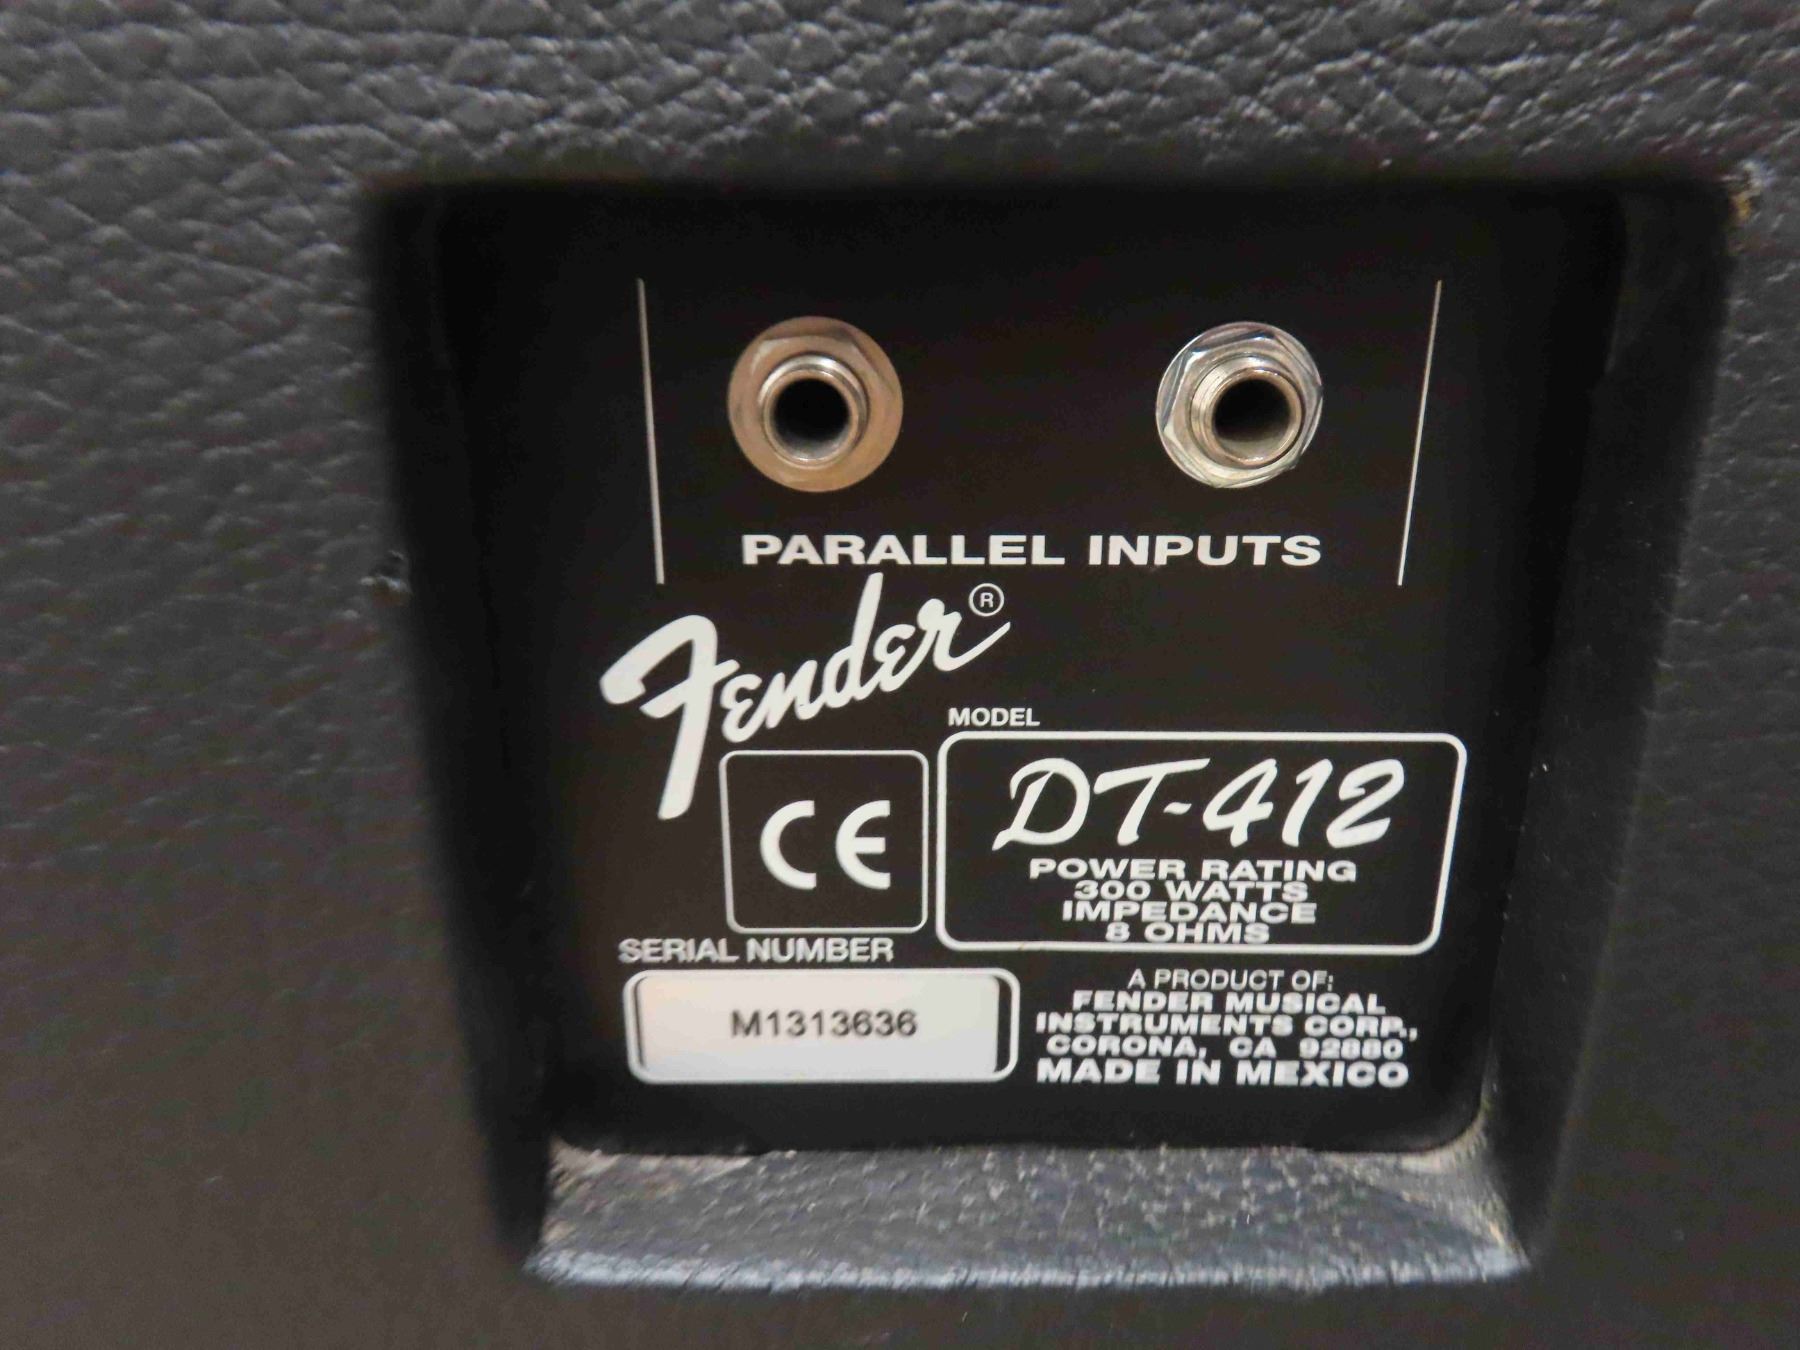 PARALLEL INPUTS
Fender®
MODEL
DT-412
POWER RATING
300 WATTS
IMPEDANCE
8 OHMS
CE
SERIAL NUMBER
M1313636
A PRODUCT OF:
FENDER MUSICAL
INSTRUMENTS CORP.,
CORONA, CA 92880
MADE IN MEXICO